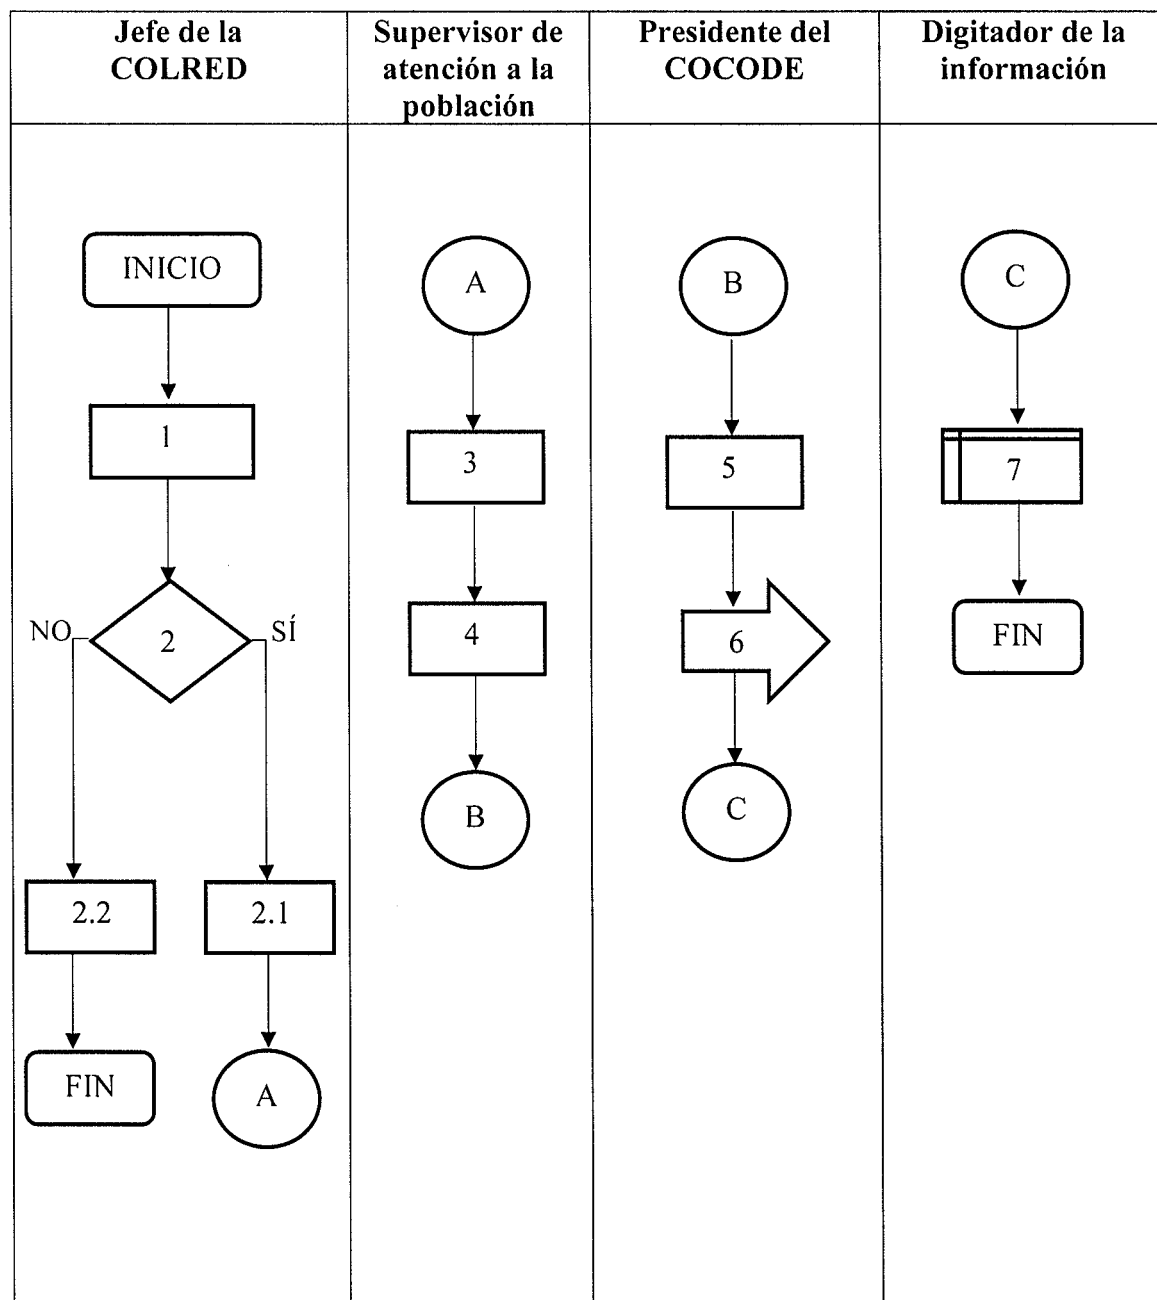 Jefe de la
COLRED
Supervisor de
atención a la
población
Presidente del
COCODE
Digitador de la
información
INICIO
1
2
NO
SÍ
2.2
2.1
FIN
A
A
3
4
B
B
5
6
C
C
7
FIN